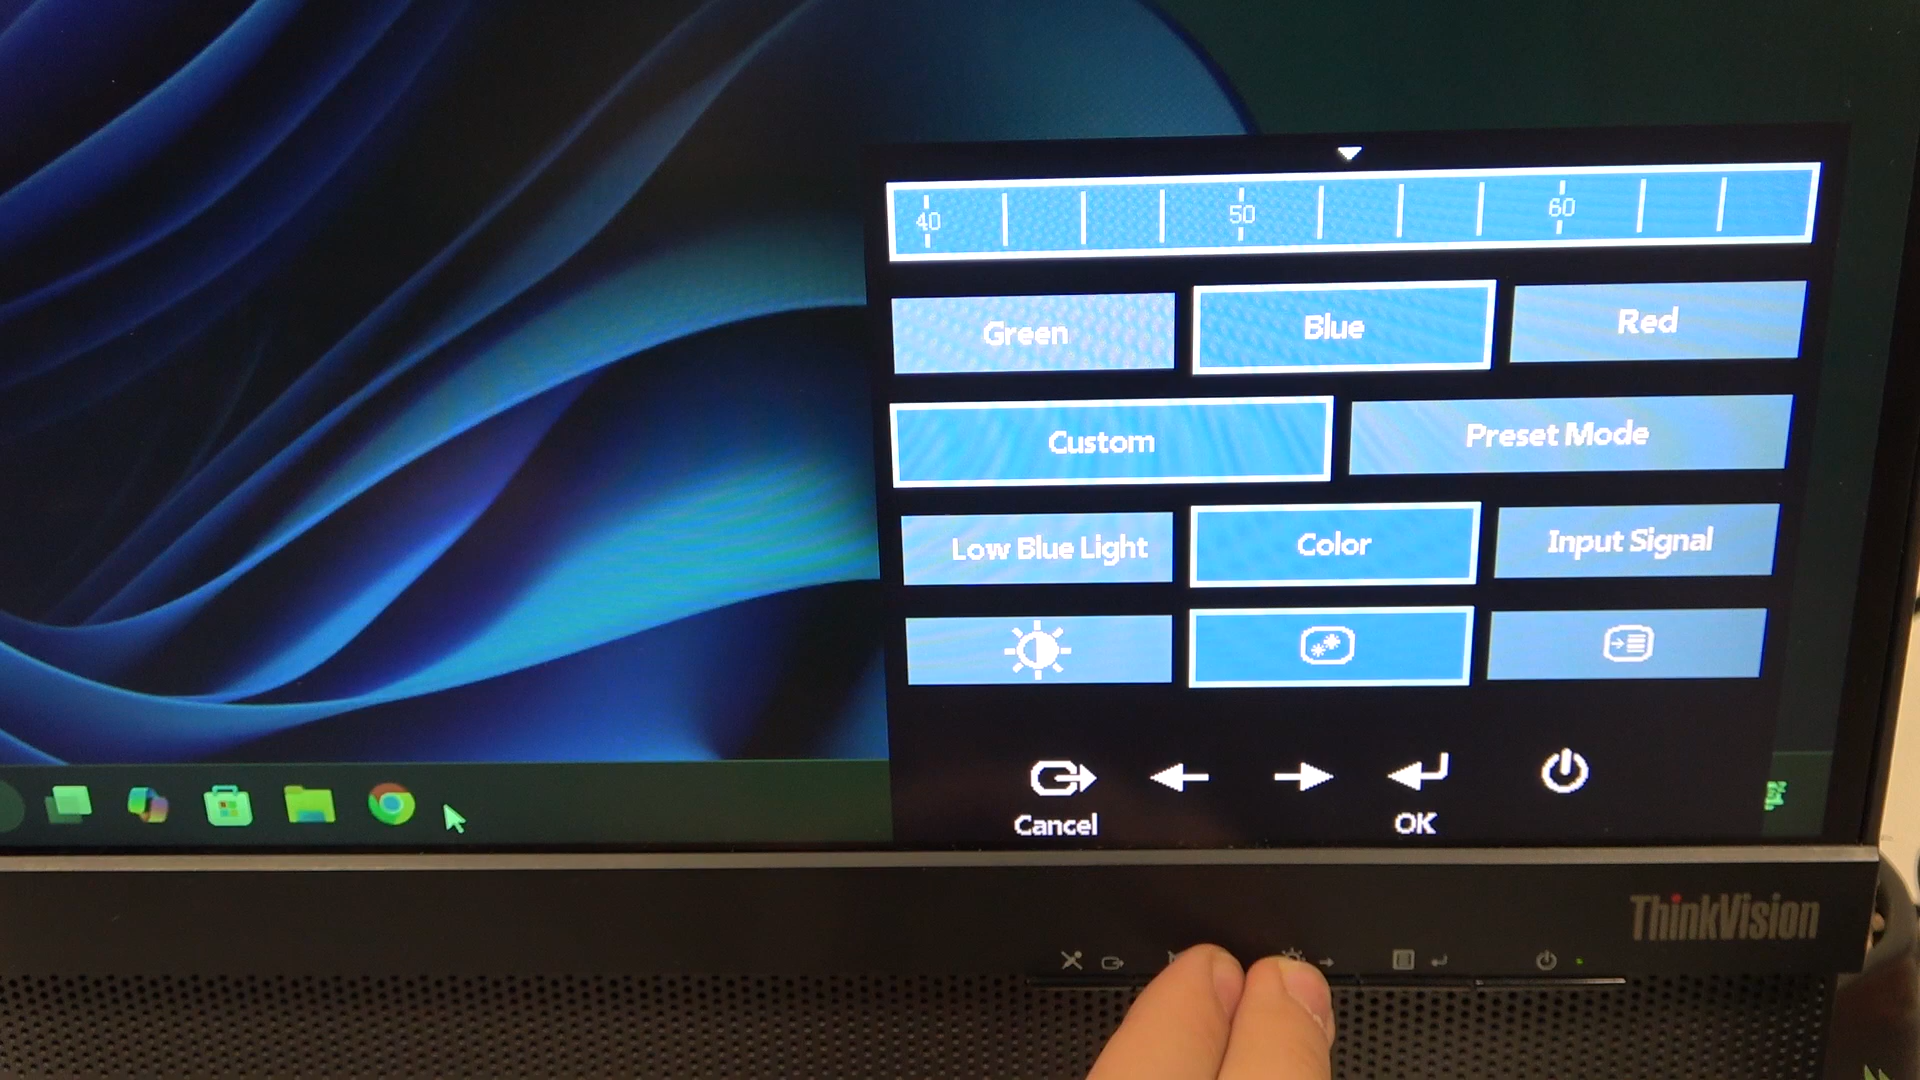 40 50 60
Green Blue Red
Custom Preset Mode
Low Blue Light Color Input Signal
Cancel OK
ThinkVision